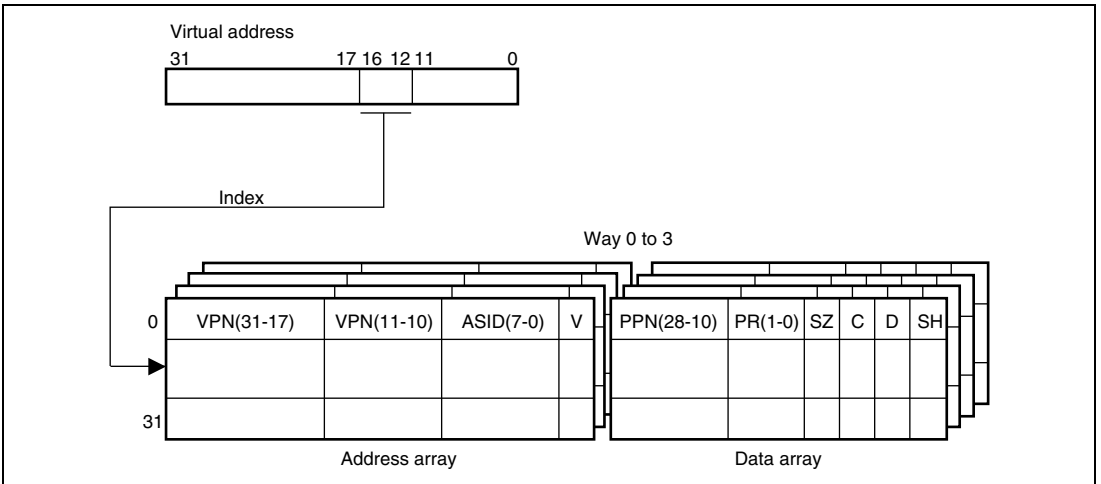 Virtual address
31 17 16 12 11 0
Index
Way 0 to 3
0 VPN(31-17) VPN(11-10) ASID(7-0) V PPN(28-10) PR(1-0) SZ C D SH
31
Address array Data array